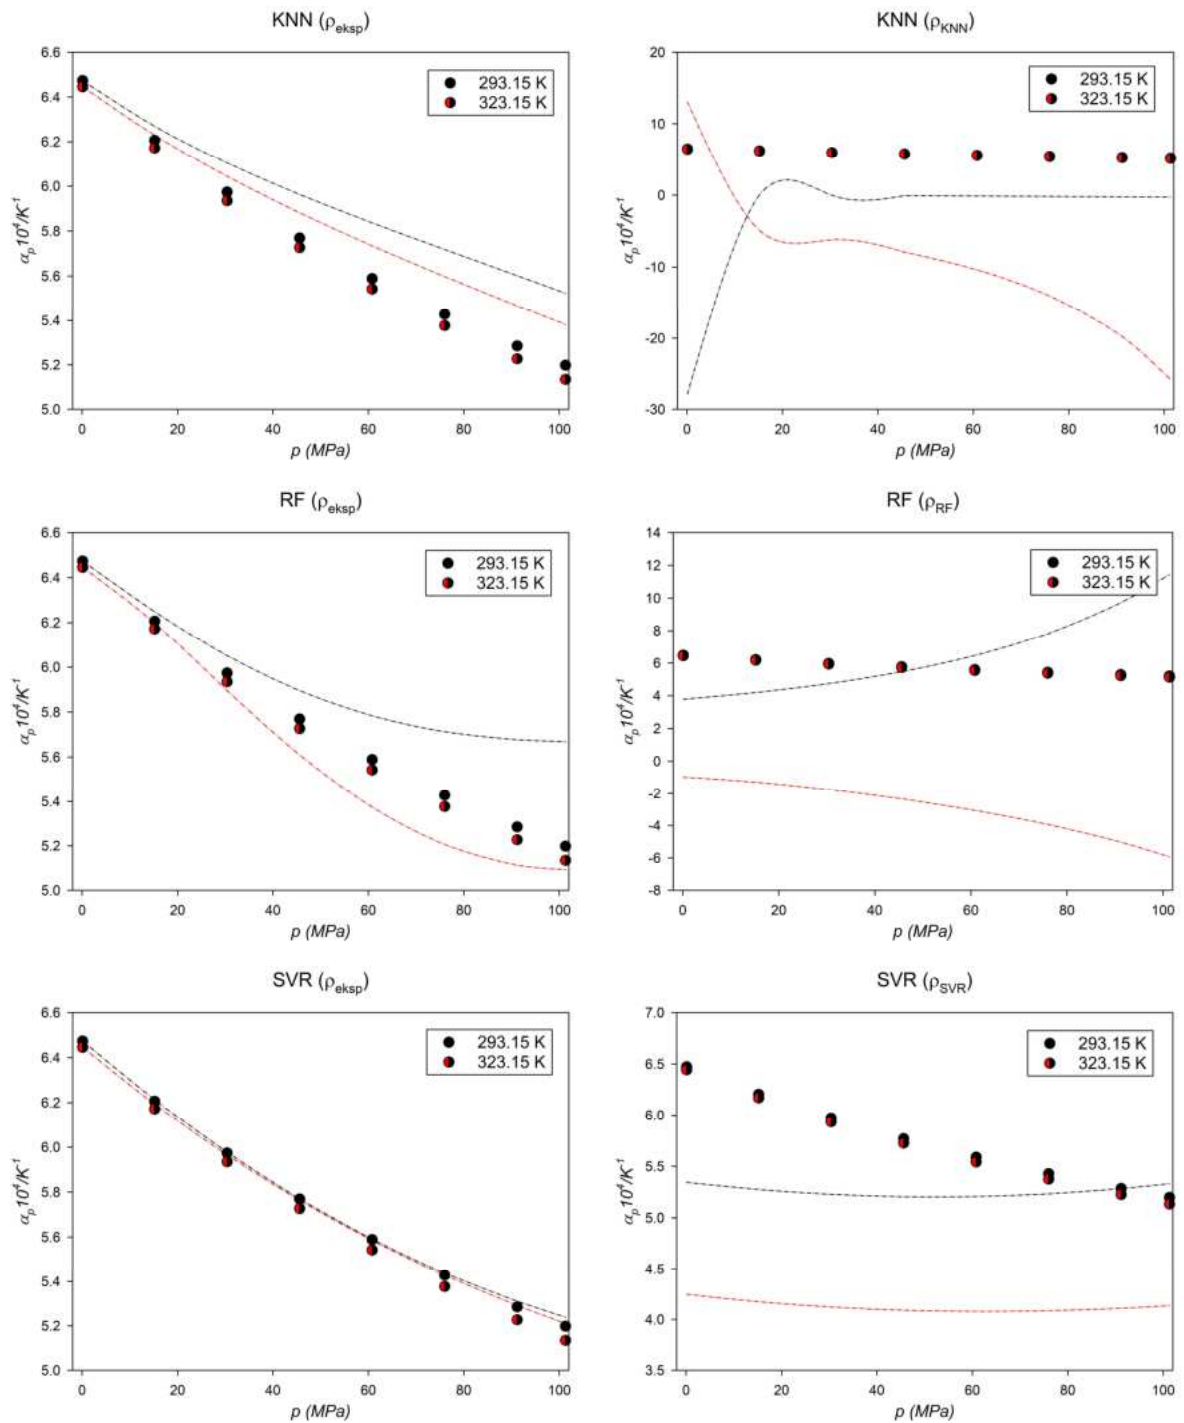 KNN (ρeksp)
6.6
6.4
6.2
6.0
5.8
5.6
5.4
5.2
5.0
αp10⁴/K⁻¹
293.15 K
323.15 K
0 20 40 60 80 100
p (MPa)
KNN (ρKNN)
20
10
0
-10
-20
-30
αp10⁴/K⁻¹
293.15 K
323.15 K
0 20 40 60 80 100
p (MPa)
RF (ρeksp)
6.6
6.4
6.2
6.0
5.8
5.6
5.4
5.2
5.0
αp10⁴/K⁻¹
293.15 K
323.15 K
0 20 40 60 80 100
p (MPa)
RF (ρRF)
14
12
10
8
6
4
2
0
-2
-4
-6
-8
αp10⁴/K⁻¹
293.15 K
323.15 K
0 20 40 60 80 100
p (MPa)
SVR (ρeksp)
6.6
6.4
6.2
6.0
5.8
5.6
5.4
5.2
5.0
αp10⁴/K⁻¹
293.15 K
323.15 K
0 20 40 60 80 100
p (MPa)
SVR (ρSVR)
7.0
6.5
6.0
5.5
5.0
4.5
4.0
3.5
αp10⁴/K⁻¹
293.15 K
323.15 K
0 20 40 60 80 100
p (MPa)